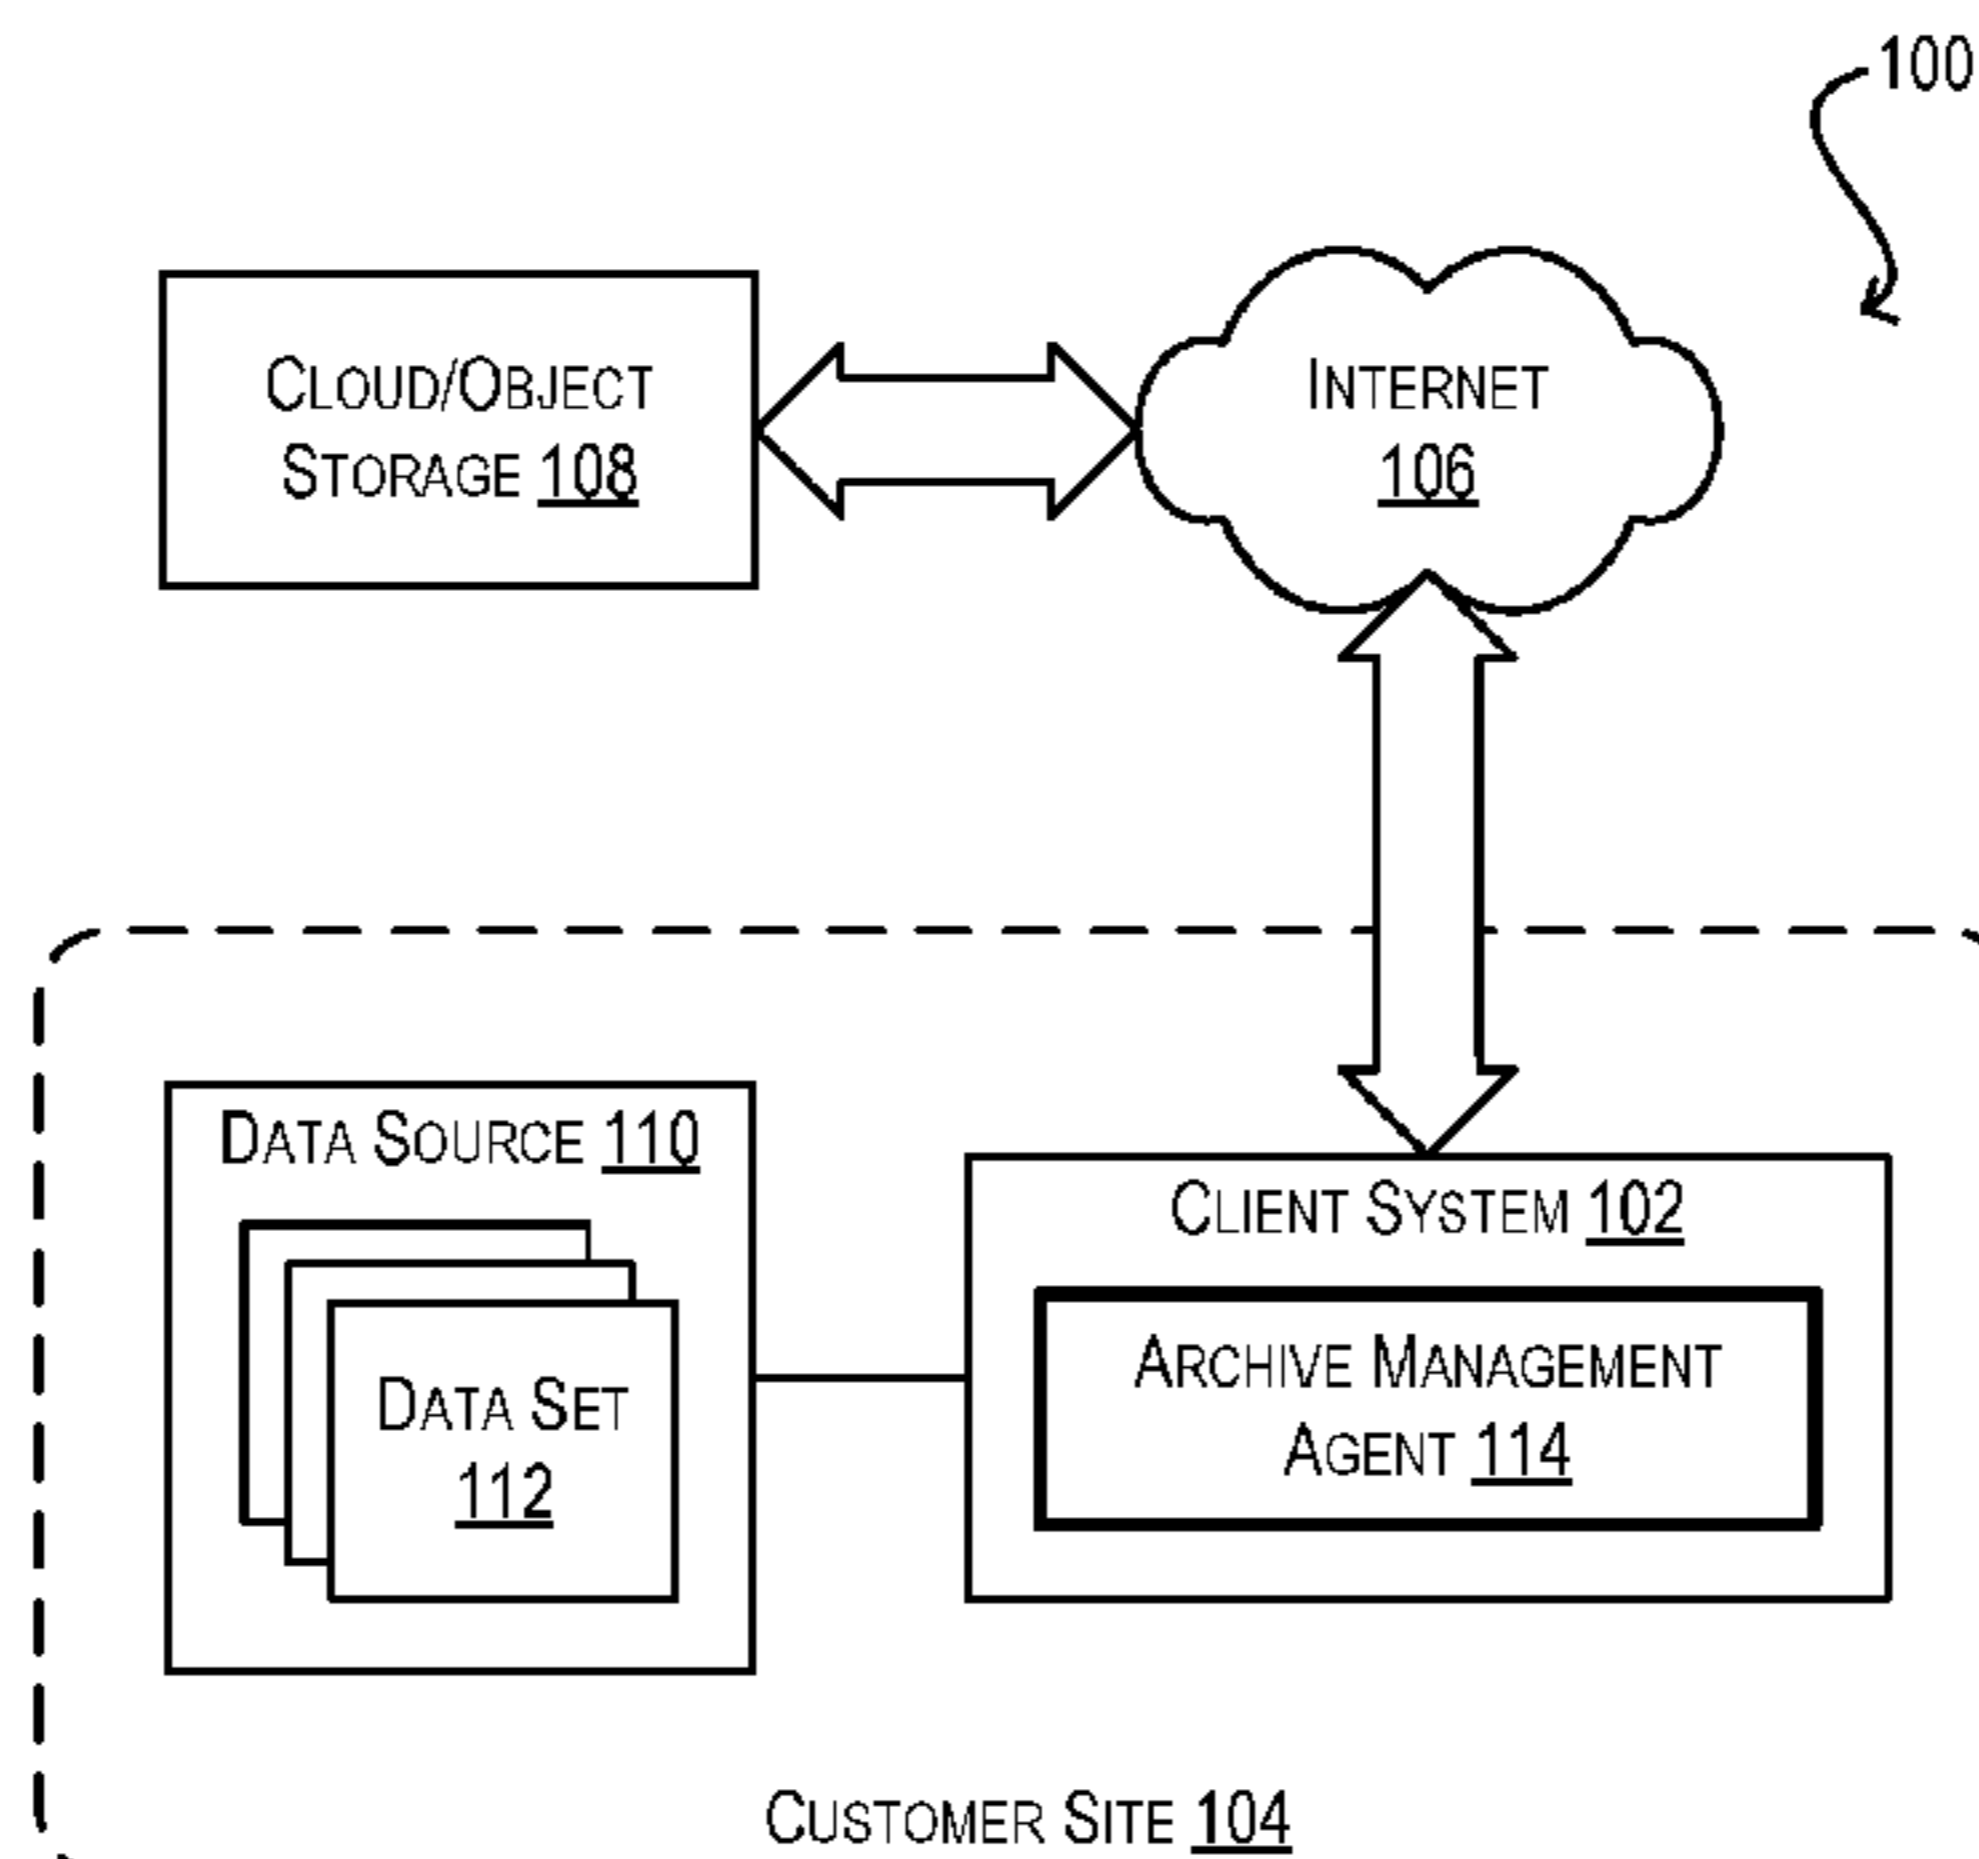 100
CLOUD/OBJECT
STORAGE 108
INTERNET
106
DATA SOURCE 110
DATA SET
112
CLIENT SYSTEM 102
ARCHIVE MANAGEMENT
AGENT 114
CUSTOMER SITE 104